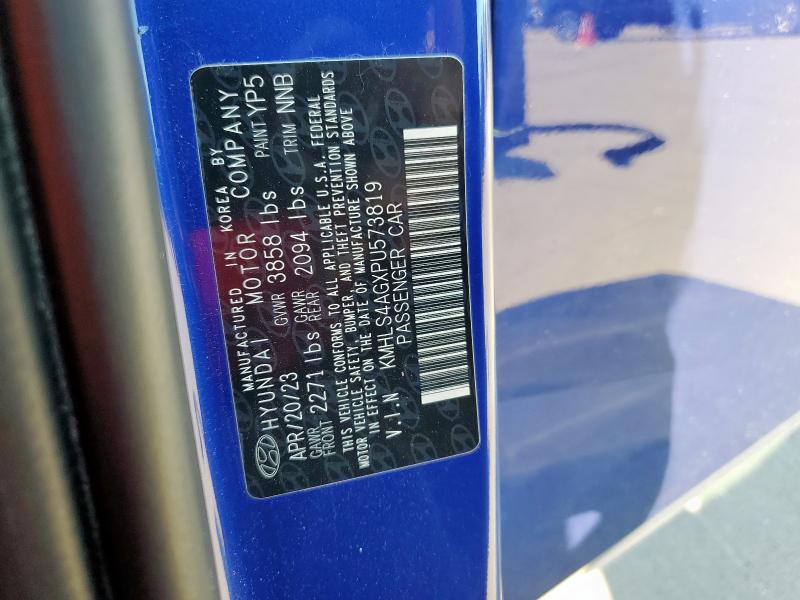 MANUFACTURED IN KOREA BY
HYUNDAI MOTOR COMPANY
APR/20/23 GVWR 3858 lbs PAINT YP5
GAWR FRONT 2271 lbs GAWR REAR 2094 lbs TRIM NNB
THIS VEHICLE CONFORMS TO ALL APPLICABLE U.S.A. FEDERAL
MOTOR VEHICLE SAFETY, BUMPER, AND THEFT PREVENTION STANDARDS
IN EFFECT ON THE DATE OF MANUFACTURE SHOWN ABOVE
V.I.N KMHLS4AGXPU573819
PASSENGER CAR